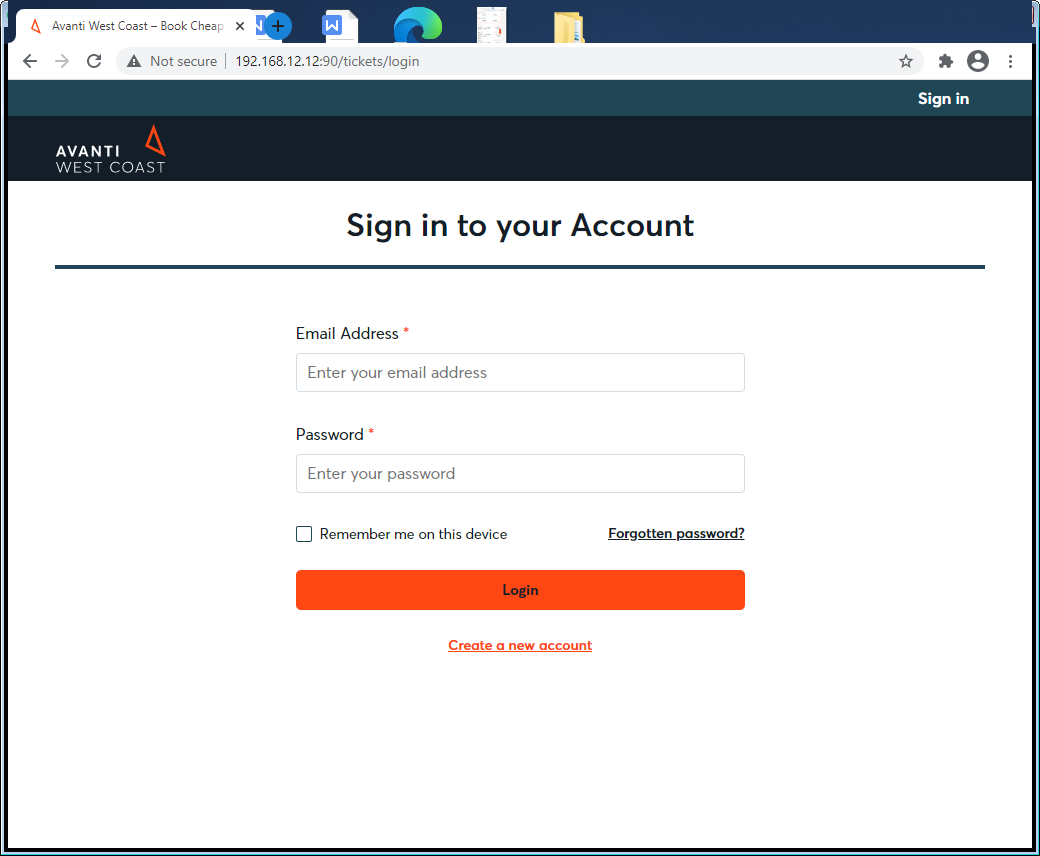 Avanti West Coast – Book Cheap
Not secure
192.168.12.12:90/tickets/login
Sign in
AVANTI
WEST COAST
Sign in to your Account
Email Address *
Enter your email address
Password *
Enter your password
Remember me on this device
Forgotten password?
Login
Create a new account